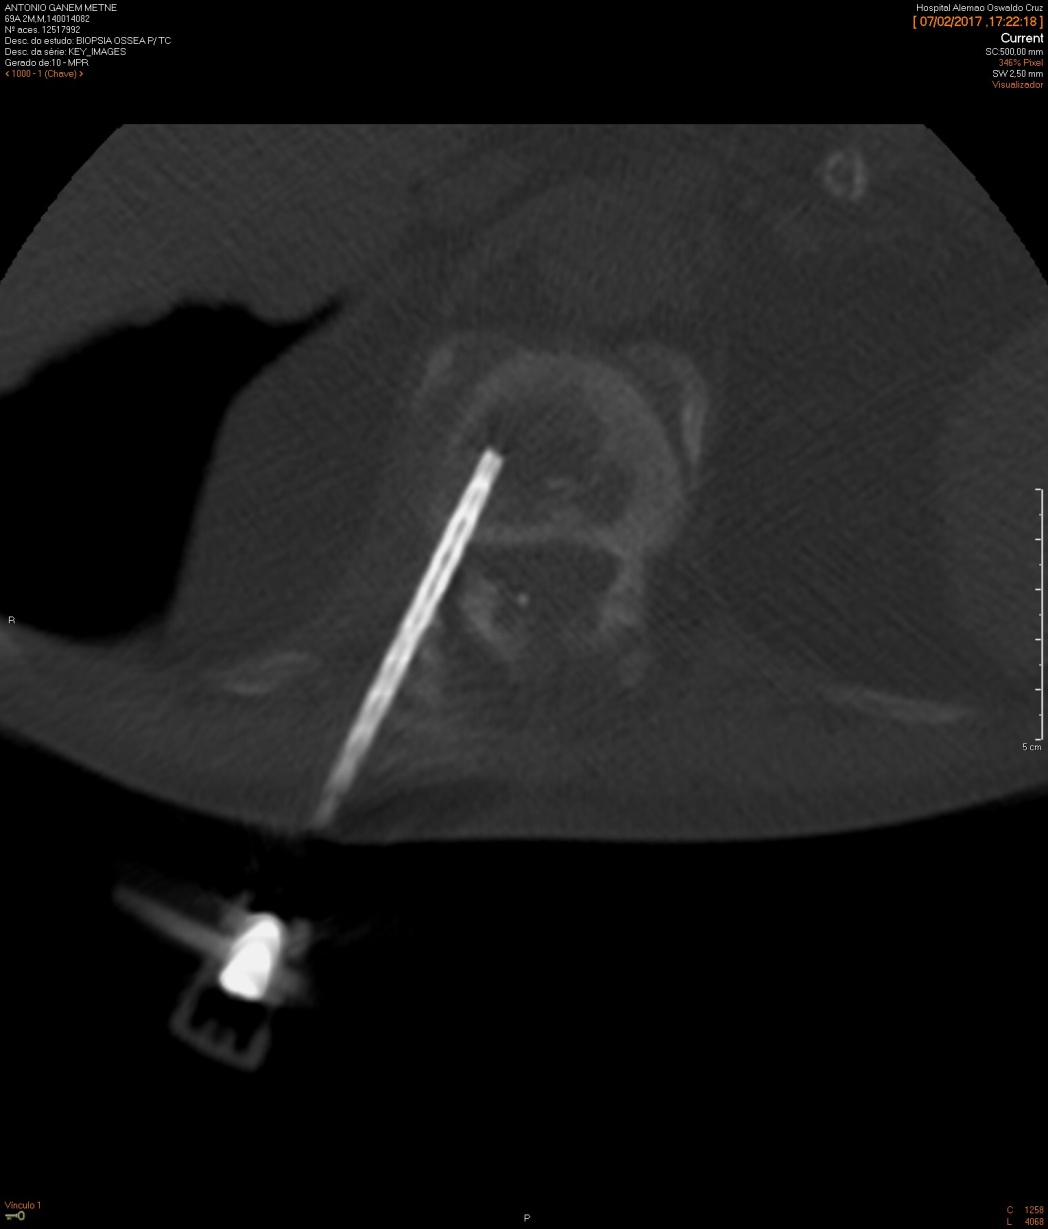 ANTONIO GANEM METNE
69A 2M,M,140014082
Nº aces. 12517992
Desc. do estudo: BIOPSIA OSSEA P/ TC
Desc. da série: KEY_IMAGES
Gerado de:10 - MPR
< 1000 - 1 (Chave) >
Hospital Alemao Oswaldo Cruz
[ 07/02/2017 ,17:22:18 ]
Current
SC:500,00 mm
346% Pixel
SW 2,50 mm
Visualizador
R
5 cm
Vínculo 1
P
C 1258
L 4068